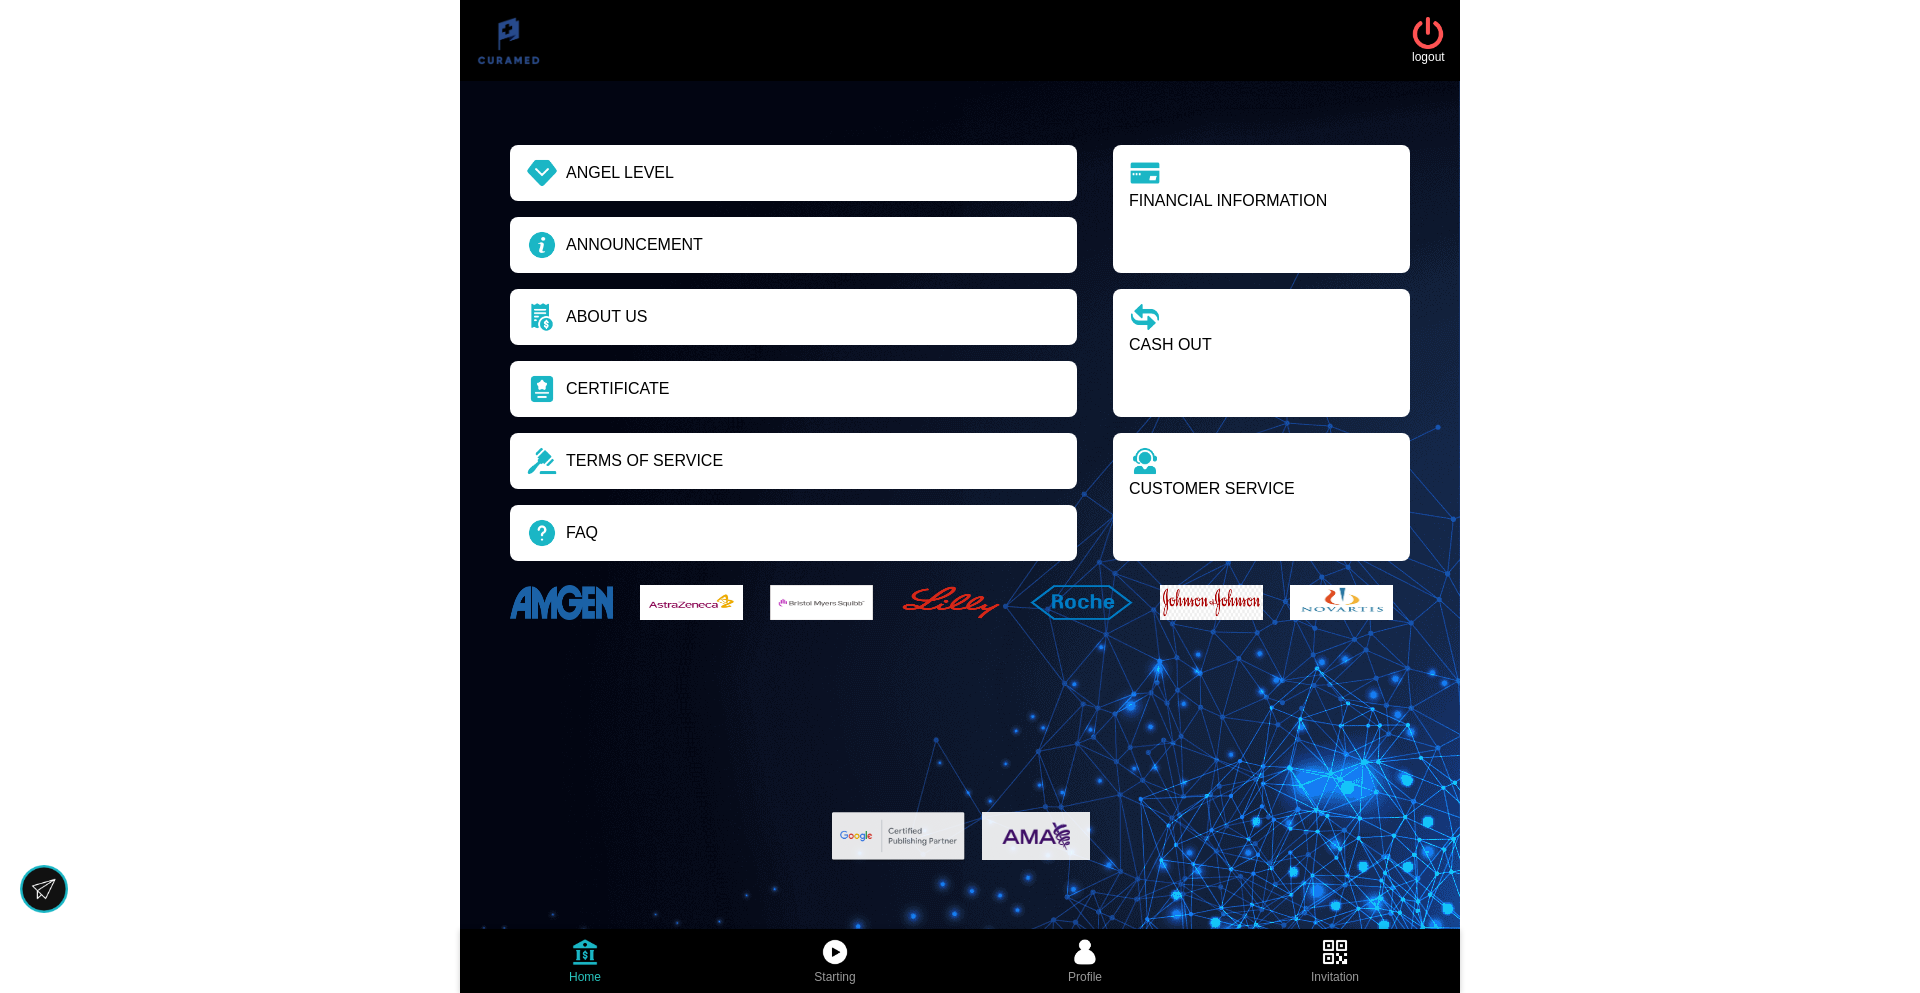 CURAMED
logout
ANGEL LEVEL
ANNOUNCEMENT
ABOUT US
CERTIFICATE
TERMS OF SERVICE
FAQ
FINANCIAL INFORMATION
CASH OUT
CUSTOMER SERVICE
AMGEN
AstraZeneca
Bristol Myers Squibb
Lilly
Roche
Johnson & Johnson
NOVARTIS
Google
Certified
Publishing Partner
AMA
Home
Starting
Profile
Invitation